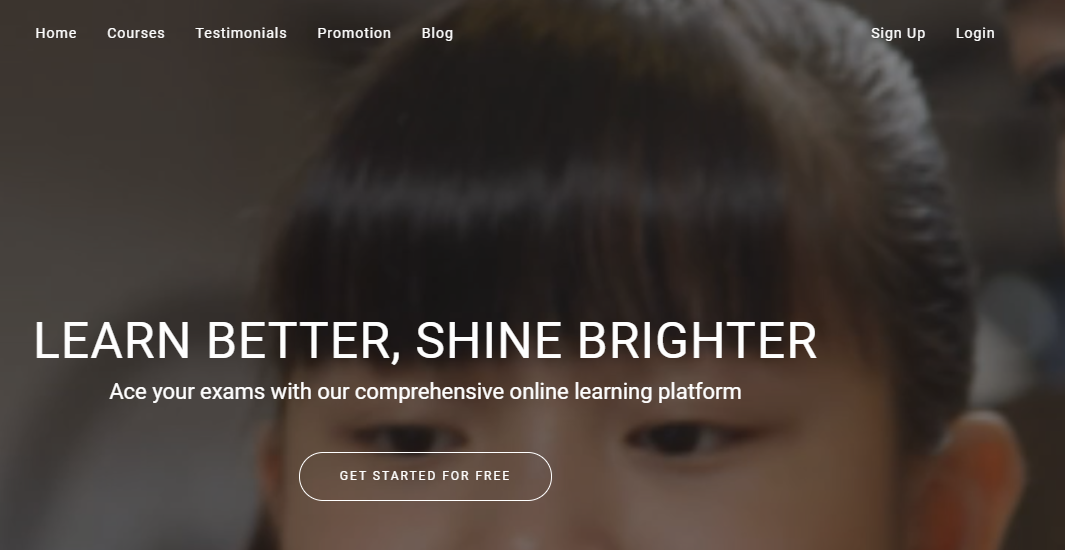 Home Courses Testimonials Promotion Blog Sign Up Login
LEARN BETTER, SHINE BRIGHTER
Ace your exams with our comprehensive online learning platform
GET STARTED FOR FREE